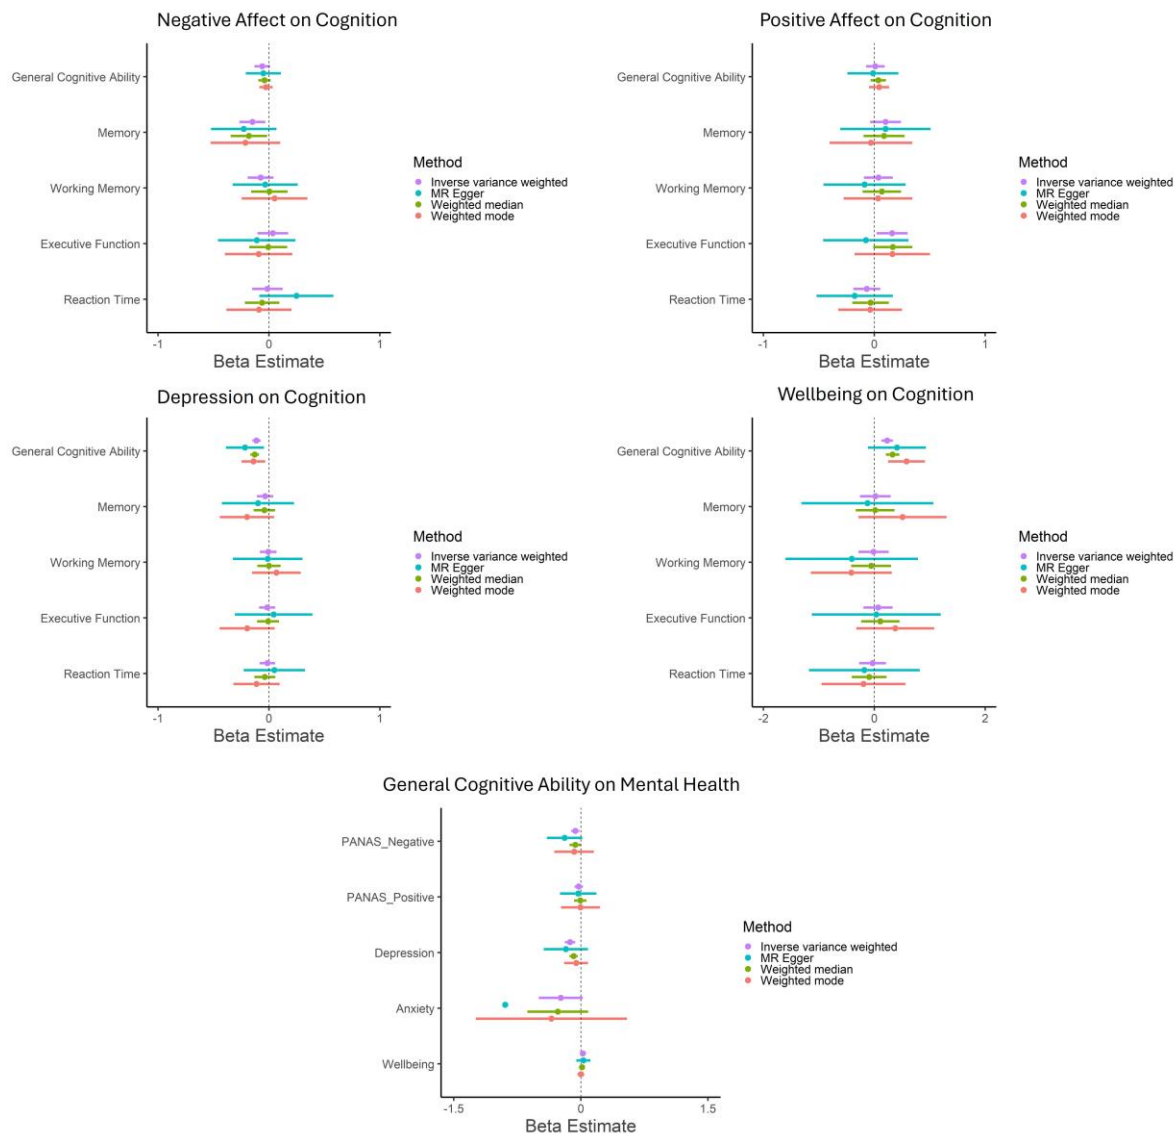 Negative Affect on Cognition
General Cognitive Ability
Memory
Working Memory
Executive Function
Reaction Time
-1
0
1
Beta Estimate
Method
Inverse variance weighted
MR Egger
Weighted median
Weighted mode
Positive Affect on Cognition
General Cognitive Ability
Memory
Working Memory
Executive Function
Reaction Time
-1
0
1
Beta Estimate
Method
Inverse variance weighted
MR Egger
Weighted median
Weighted mode
Depression on Cognition
General Cognitive Ability
Memory
Working Memory
Executive Function
Reaction Time
-1
0
1
Beta Estimate
Method
Inverse variance weighted
MR Egger
Weighted median
Weighted mode
Wellbeing on Cognition
General Cognitive Ability
Memory
Working Memory
Executive Function
Reaction Time
-2
0
2
Beta Estimate
Method
Inverse variance weighted
MR Egger
Weighted median
Weighted mode
General Cognitive Ability on Mental Health
PANAS_Negative
PANAS_Positive
Depression
Anxiety
Wellbeing
-1.5
0
1.5
Beta Estimate
Method
Inverse variance weighted
MR Egger
Weighted median
Weighted mode